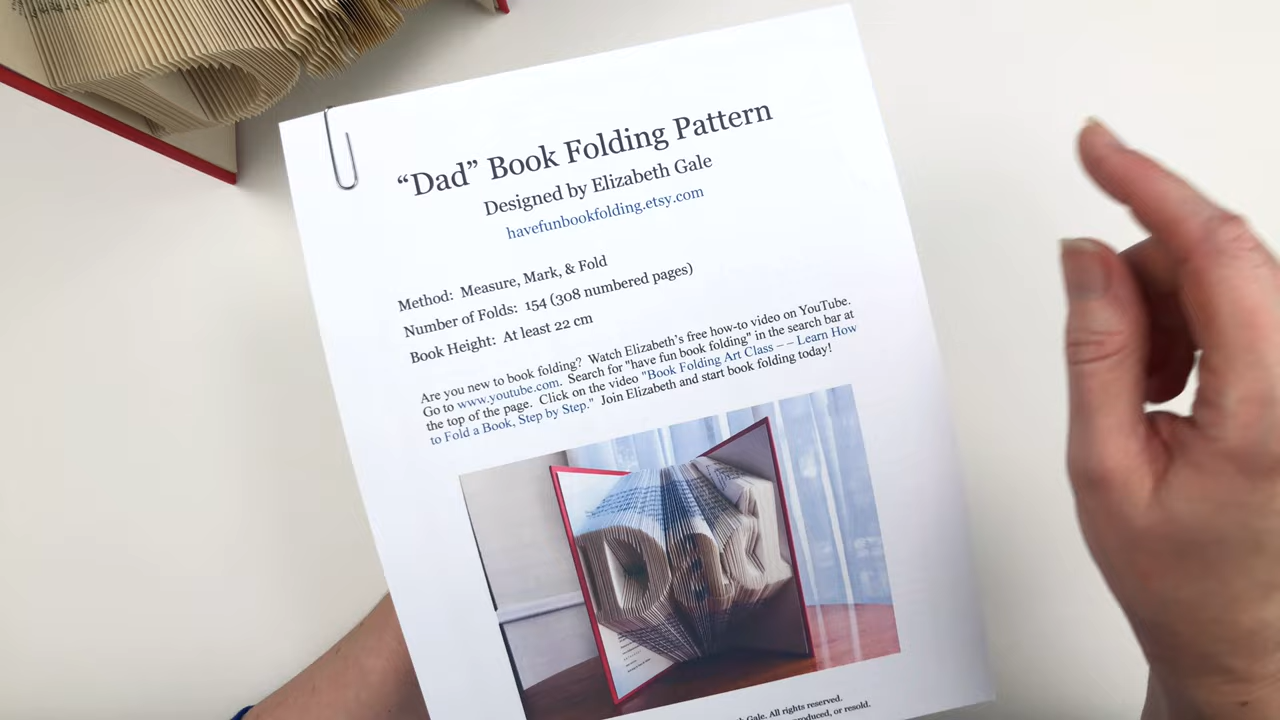 “Dad” Book Folding Pattern
Designed by Elizabeth Gale
havefunbookfolding.etsy.com
Method: Measure, Mark, & Fold
Number of Folds: 154 (308 numbered pages)
Book Height: At least 22 cm
Are you new to book folding? Watch Elizabeth’s free how-to video on YouTube.
Go to www.youtube.com. Search for "have fun book folding" in the search bar at
the top of the page. Click on the video "Book Folding Art Class – – Learn How
to Fold a Book, Step by Step." Join Elizabeth and start book folding today!
Dad
Gale. All rights reserved.
or resold.